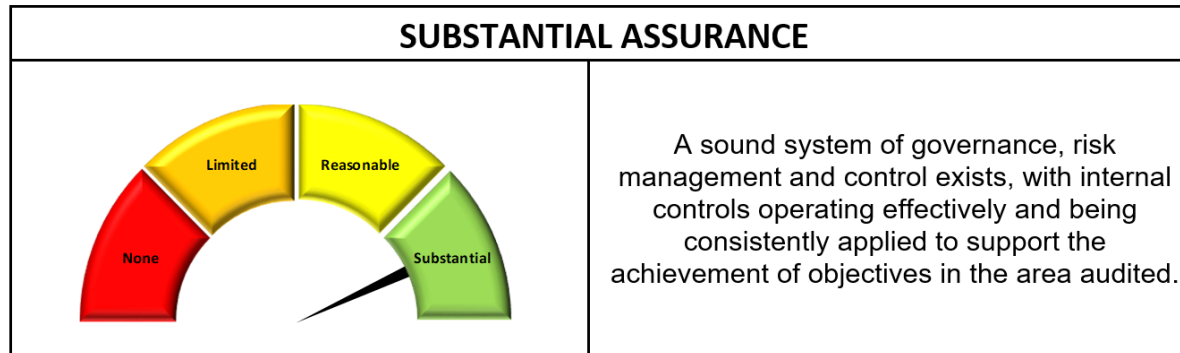 SUBSTANTIAL ASSURANCE
Limited
Reasonable
None
Substantial
A sound system of governance, risk
management and control exists, with internal
controls operating effectively and being
consistently applied to support the
achievement of objectives in the area audited.